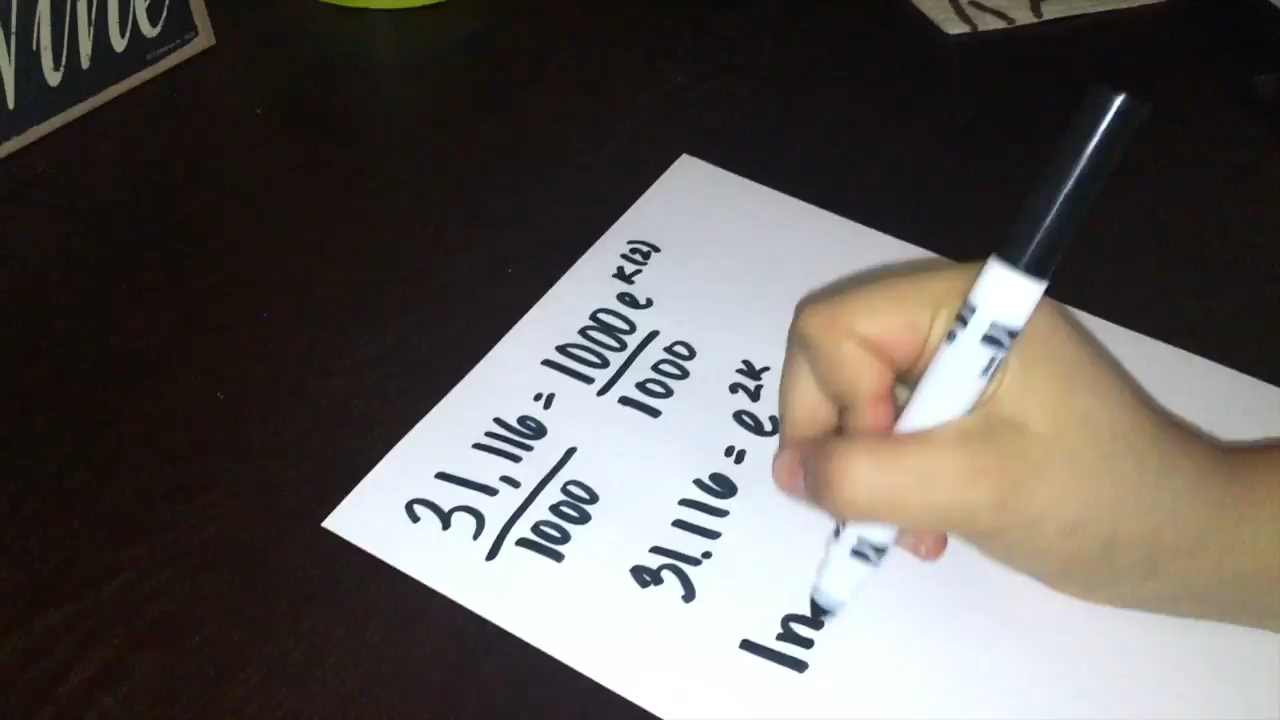 31,116 = 1000e^k(2)
1000 1000
31.116 = e^2k
ln